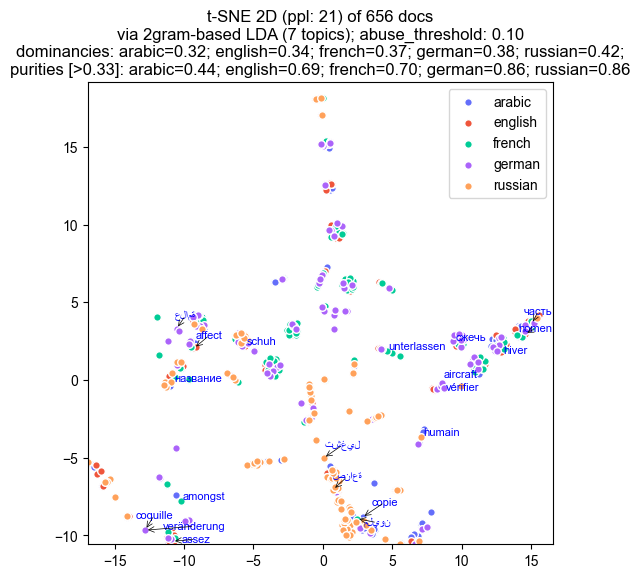 t-SNE 2D (ppl: 21) of 656 docs
via 2gram-based LDA (7 topics); abuse_threshold: 0.10
dominancies: arabic=0.32; english=0.34; french=0.37; german=0.38; russian=0.42;
purities [>0.33]: arabic=0.44; english=0.69; french=0.70; german=0.86; russian=0.86
arabic
english
french
german
russian
15
10
5
0
−5
−10
−15
−10
−5
0
5
10
15
affect
schuh
название
unterlassen
часть
hiver
aircraft
vérifier
humain
amongst
copie
coquille
veränderung
assez